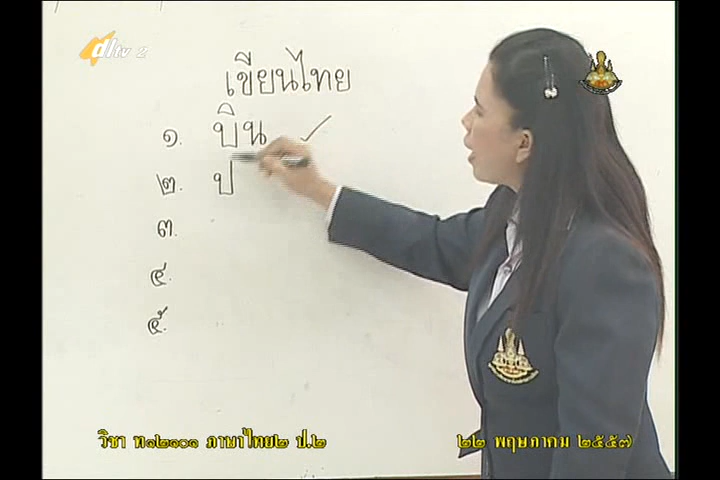 dltv 2
เขียนไทย
๑. บิน ✓
๒. ป
๓.
๔.
๕.
วิชา ท๑๒๑๐๑ ภาษาไทย๒ ป.๒
๒๒ พฤษภาคม ๒๕๕๗